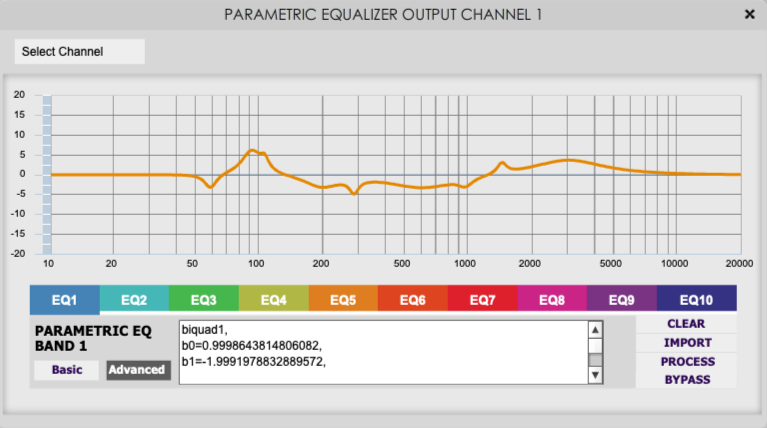 PARAMETRIC EQUALIZER OUTPUT CHANNEL 1 ×
Select Channel
20
15
10
5
0
-5
-10
-15
-20
10 20 50 100 200 500 1000 2000 5000 10000 20000
EQ1 EQ2 EQ3 EQ4 EQ5 EQ6 EQ7 EQ8 EQ9 EQ10
PARAMETRIC EQ
BAND 1
Basic Advanced
biquad1,
b0=0.9998643814806082,
b1=-1.9991978832889572,
CLEAR
IMPORT
PROCESS
BYPASS